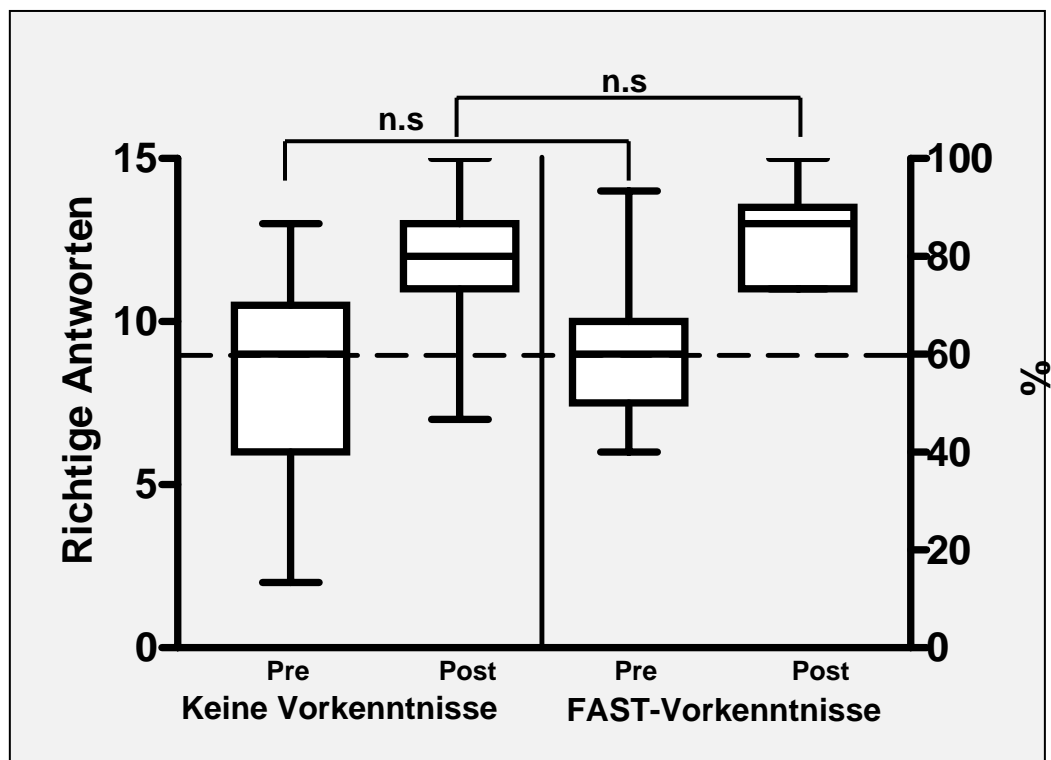 n.s
n.s
15
100
Richtige Antworten
80
10
60
%
40
5
20
0
0
Pre
Post
Pre
Post
Keine Vorkenntnisse
FAST-Vorkenntnisse